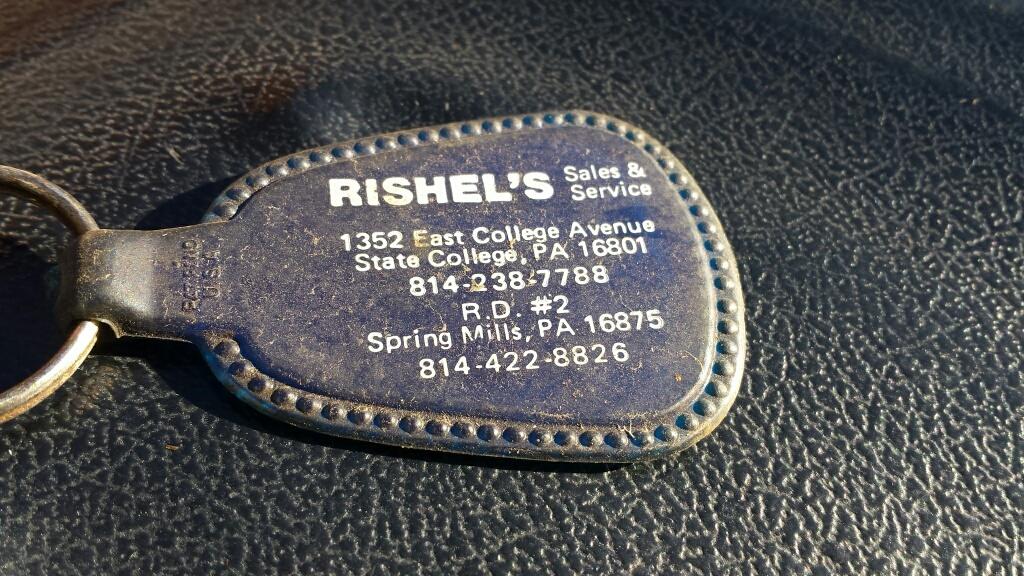 RISHEL'S Sales &
Service
1352 East College Avenue
State College, PA 16801
814-238-7788
R.D. #2
Spring Mills, PA 16875
814-422-8826
U.S.A.